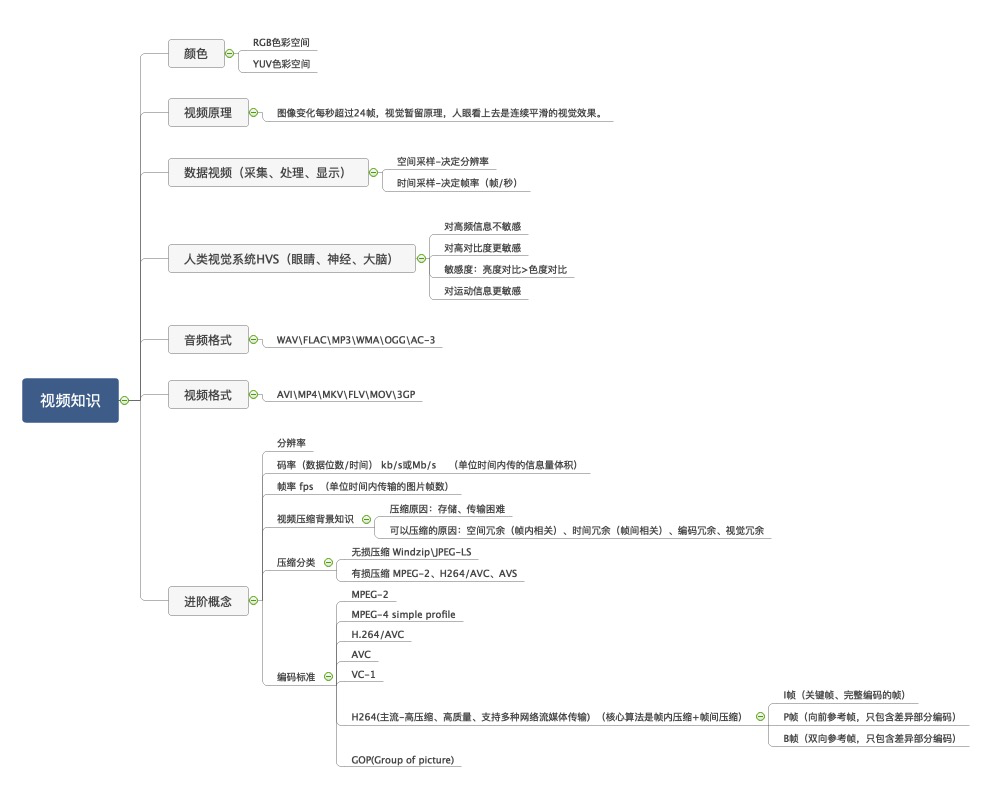 颜色
RGB色彩空间
YUV色彩空间
视频原理
图像变化每秒超过24帧，视觉暂留原理，人眼看上去是连续平滑的视觉效果。
数据视频（采集、处理、显示）
空间采样-决定分辨率
时间采样-决定帧率（帧/秒）
人类视觉系统HVS（眼睛、神经、大脑）
对高频信息不敏感
对高对比度更敏感
敏感度：亮度对比>色度对比
对运动信息更敏感
音频格式
WAV\FLAC\MP3\WMA\OGG\AC-3
视频知识
视频格式
AVI\MP4\MKV\FLV\MOV\3GP
进阶概念
分辨率
码率（数据位数/时间） kb/s或Mb/s （单位时间内传的信息量体积）
帧率 fps （单位时间内传输的图片帧数）
视频压缩背景知识
压缩原因：存储、传输困难
可以压缩的原因：空间冗余（帧内相关）、时间冗余（帧间相关）、编码冗余、视觉冗余
压缩分类
无损压缩 Windzip\JPEG-LS
有损压缩 MPEG-2、H264/AVC、AVS
编码标准
MPEG-2
MPEG-4 simple profile
H.264/AVC
AVC
VC-1
H264(主流-高压缩、高质量、支持多种网络流媒体传输) （核心算法是帧内压缩+帧间压缩）
I帧（关键帧、完整编码的帧）
P帧（向前参考帧，只包含差异部分编码）
B帧（双向参考帧，只包含差异部分编码）
GOP(Group of picture)